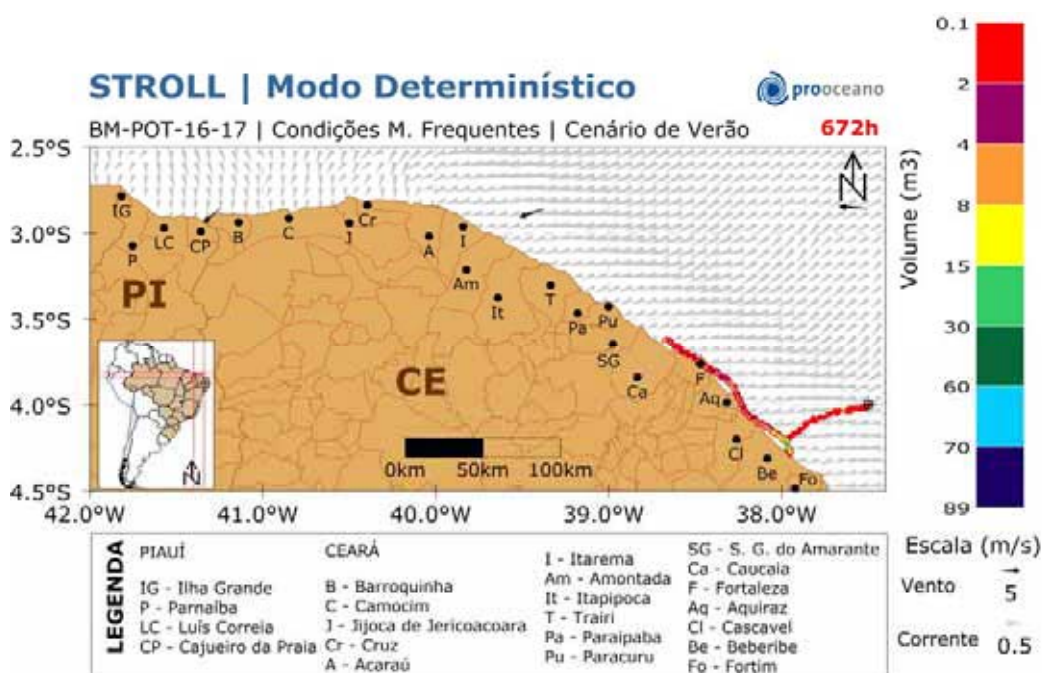 STROLL | Modo Determinístico
prooceano
BM-POT-16-17 | Condições M. Frequentes | Cenário de Verão 672h
2.5°S
3.0°S
3.5°S
4.0°S
4.5°S
42.0°W 41.0°W 40.0°W 39.0°W 38.0°W
N
IG
P
LC
CP
B
C
J
Cr
A
I
Am
It
T
Pa
Pu
SG
Ca
F
Aq
Cl
Be
Fo
PI
CE
N
0km 50km 100km
Volume (m3)
0.1
2
4
8
15
30
60
70
89
LEGENDA
PIAUÍ
IG - Ilha Grande
P - Parnaíba
LC - Luís Correia
CP - Cajueiro da Praia
CEARÁ
B - Barroquinha
C - Camocim
J - Jijoca de Jericoacoara
Cr - Cruz
A - Acaraú
I - Itarema
Am - Amontada
It - Itapipoca
T - Trairi
Pa - Paraipaba
Pu - Paracuru
SG - S. G. do Amarante
Ca - Caucaia
F - Fortaleza
Aq - Aquiraz
Cl - Cascavel
Be - Beberibe
Fo - Fortim
Escala (m/s)
Vento 5
Corrente 0.5